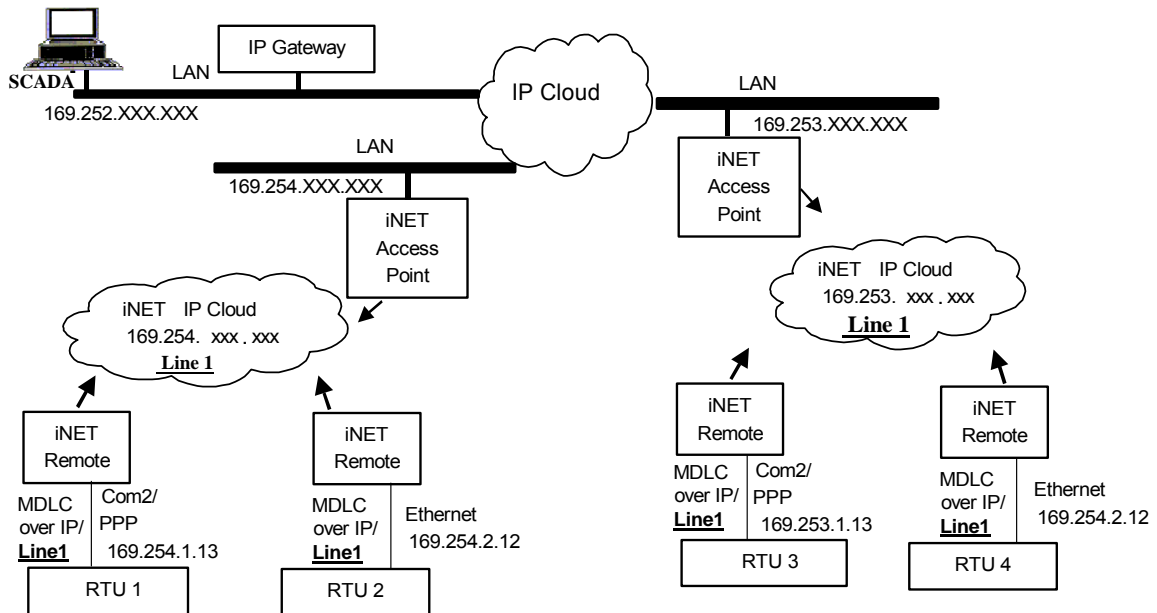 IP Gateway
SCADA
LAN
169.252.XXX.XXX
IP Cloud
LAN
169.253.XXX.XXX
LAN
169.254.XXX.XXX
iNET
Access
Point
iNET
Access
Point
iNET IP Cloud
169.254. xxx . xxx
Line 1
iNET IP Cloud
169.253. xxx . xxx
Line 1
iNET
Remote
iNET
Remote
iNET
Remote
iNET
Remote
MDLC
over IP/
Line1
Com2/
PPP
169.254.1.13
RTU 1
MDLC
over IP/
Line1
Ethernet
169.254.2.12
RTU 2
MDLC
over IP/
Line1
Com2/
PPP
169.253.1.13
RTU 3
MDLC
over IP/
Line1
Ethernet
169.254.2.12
RTU 4